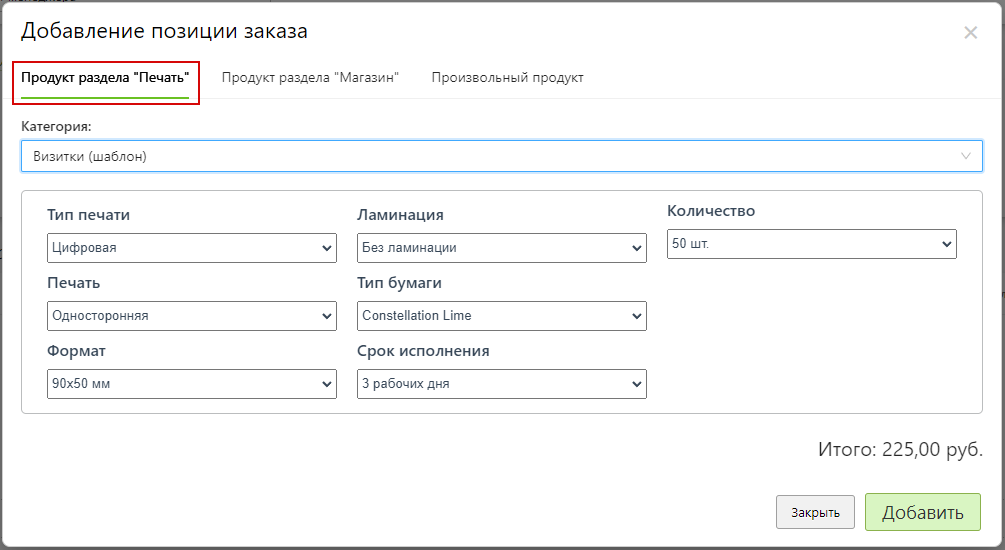 Добавление позиции заказа
Продукт раздела "Печать" Продукт раздела "Магазин" Произвольный продукт
Категория:
Визитки (шаблон)
Тип печати Ламинация Количество
Цифровая Без ламинации 50 шт.
Печать Тип бумаги
Односторонняя Constellation Lime
Формат Срок исполнения
90x50 мм 3 рабочих дня
Итого: 225,00 руб.
Закрыть Добавить